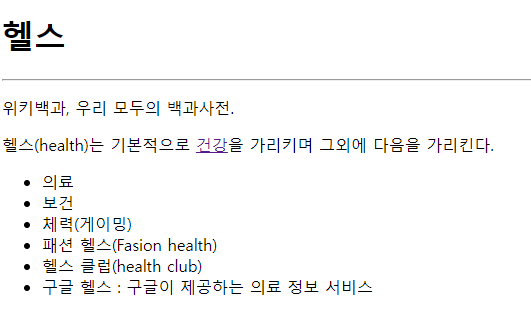 헬스
위키백과, 우리 모두의 백과사전.
헬스(health)는 기본적으로 건강을 가리키며 그외에 다음을 가리킨다.
의료
보건
체력(게이밍)
패션 헬스(Fasion health)
헬스 클럽(health club)
구글 헬스 : 구글이 제공하는 의료 정보 서비스